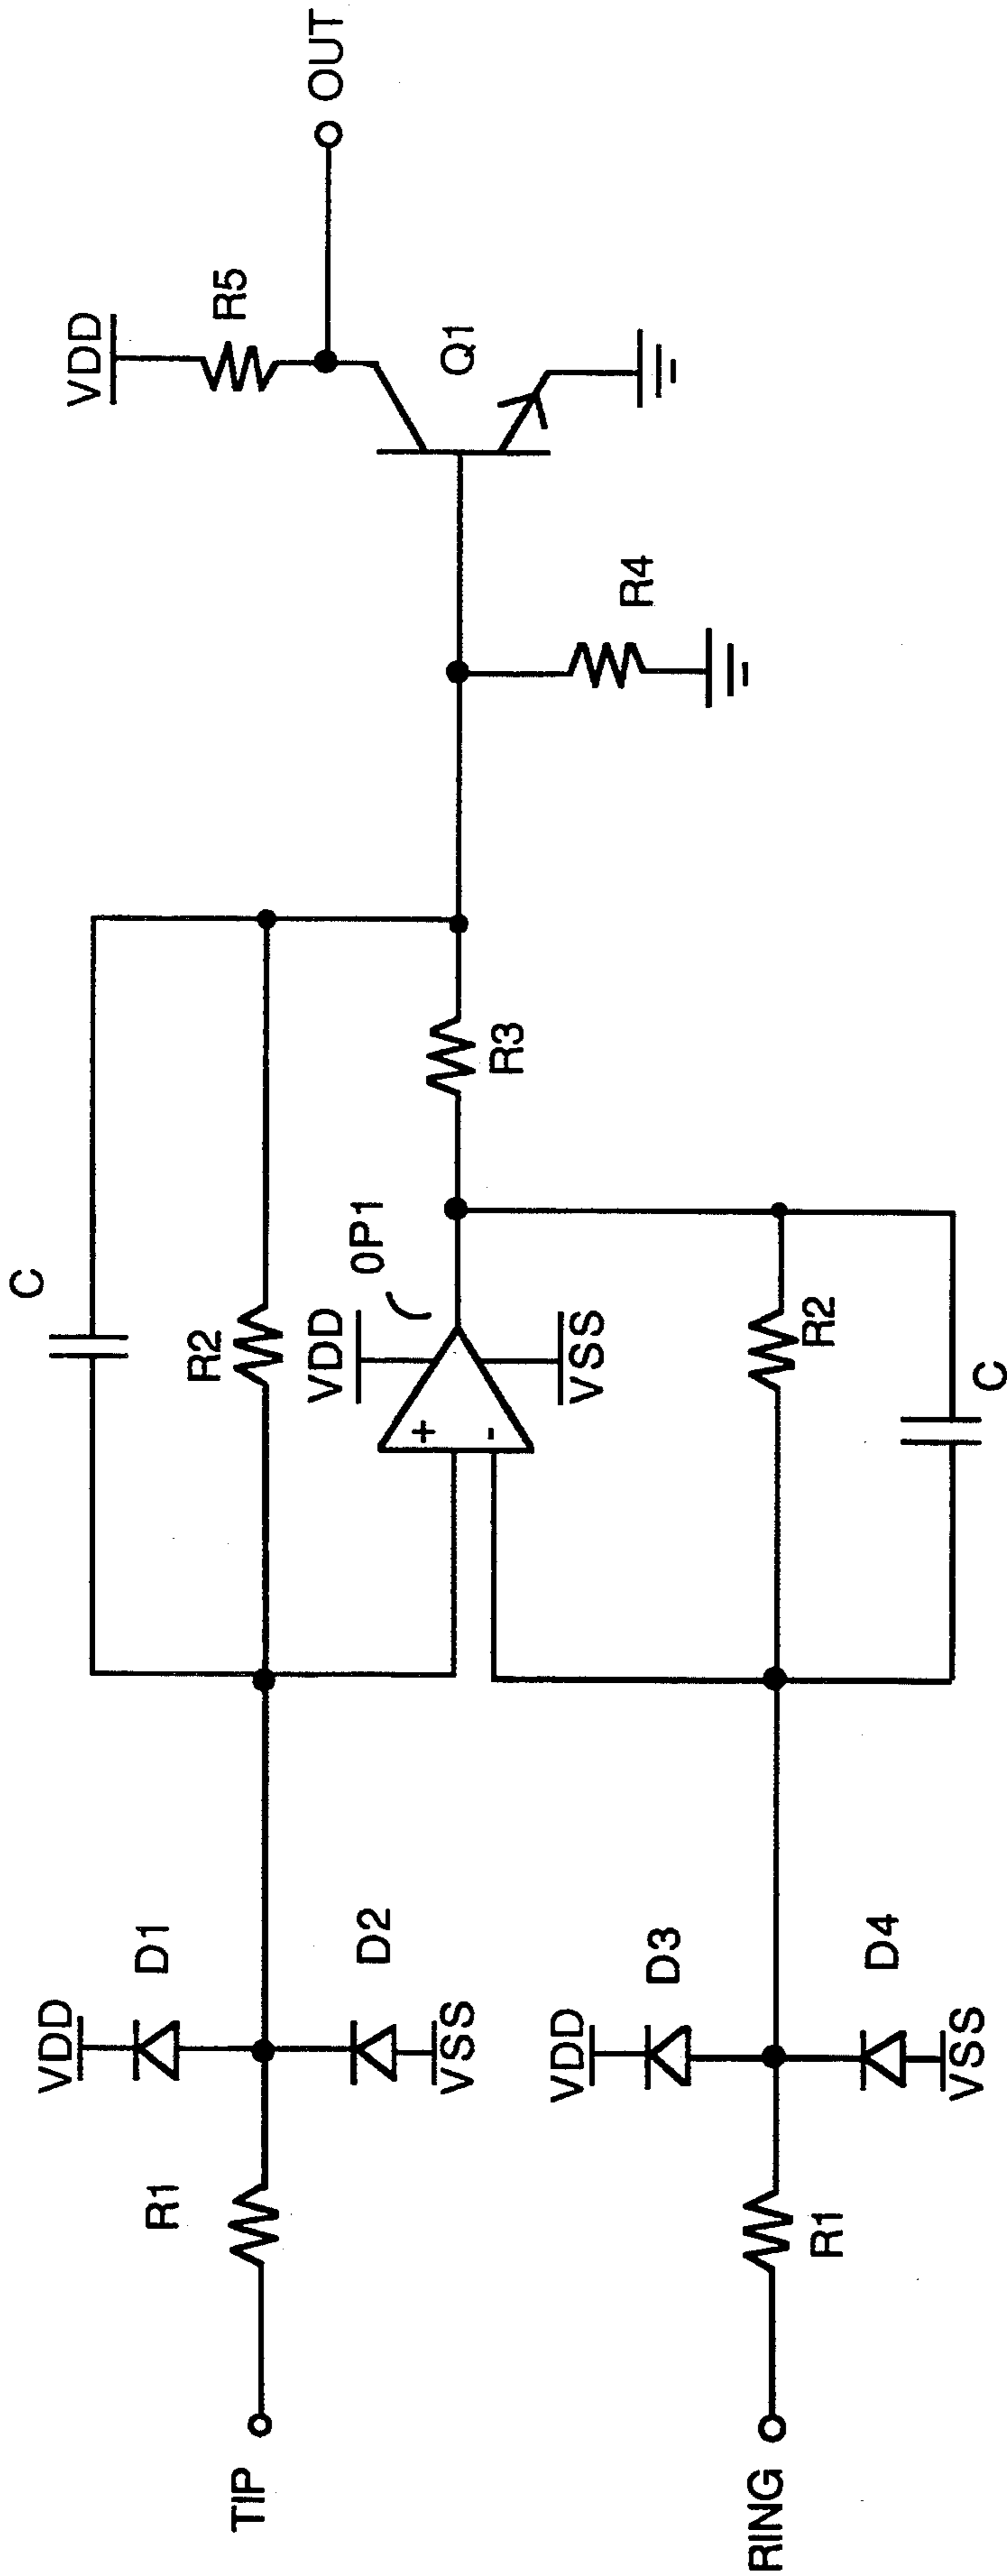 C
VDD
R5
OUT
R2
VDD
R1
D1
OP1
VDD
TIP
D2
VSS
+
-
R3
Q1
VSS
R4
VDD
D3
R2
RING
R1
D4
VSS
C